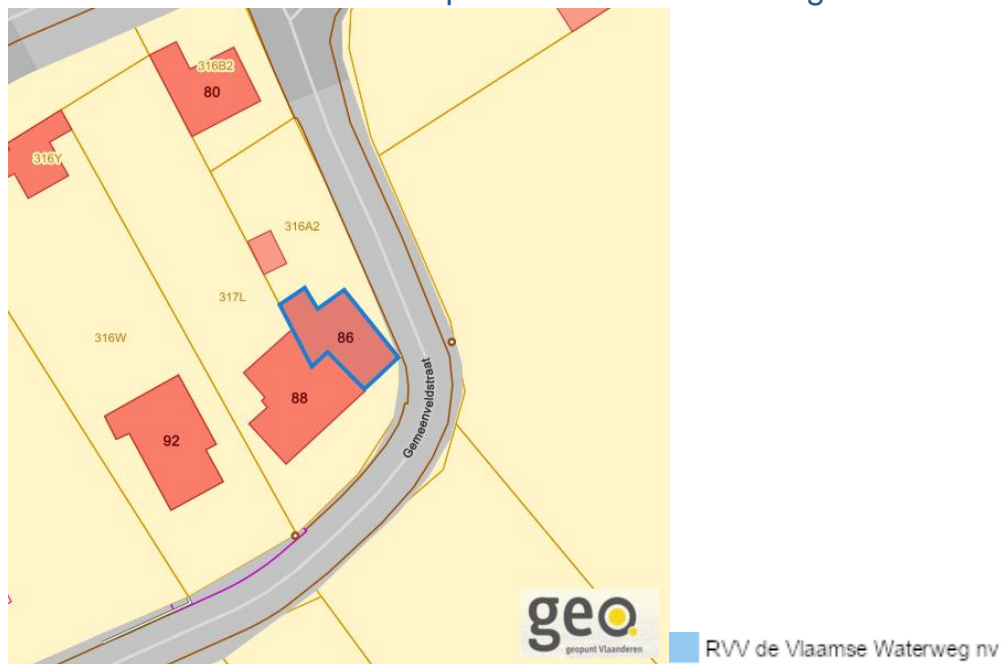 316B2
80
316Y
316A2
317L
316W
86
88
92
Gemeenveldstraat
geo.
geopunt Vlaanderen
RVV de Vlaamse Waterweg nv